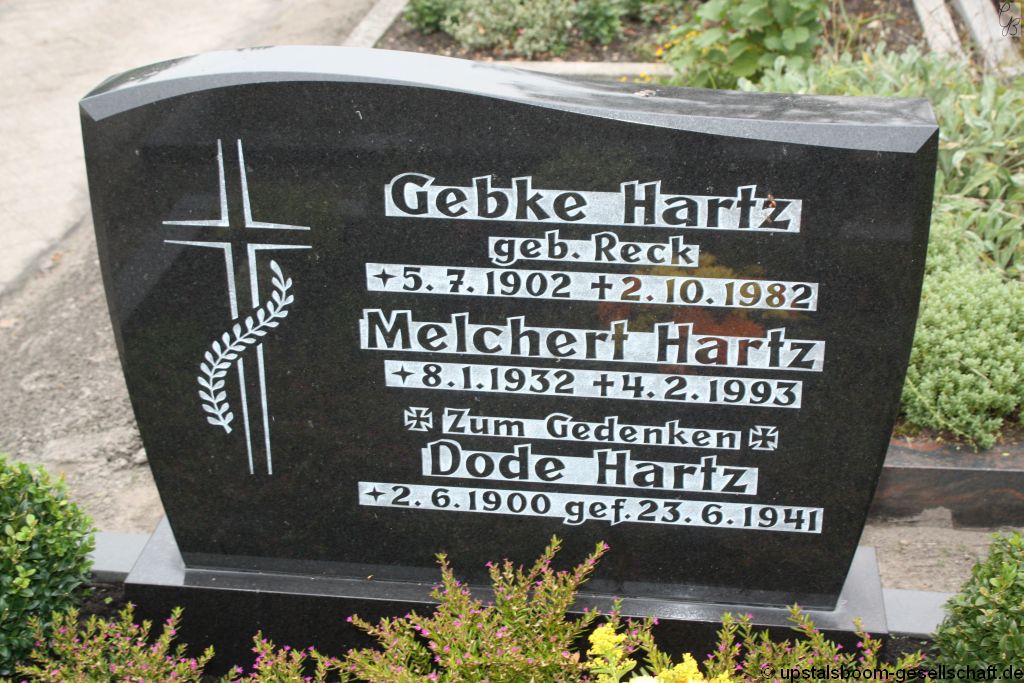 Gebke Hartz
geb. Reck
5.7.1902 †2.10.1982
Melchert Hartz
8.1.1932 †4.2.1993
Zum Gedenken
Dode Hartz
2.6.1900 gef. 23.6.1941
© upstalsboom-gesellschaft.de